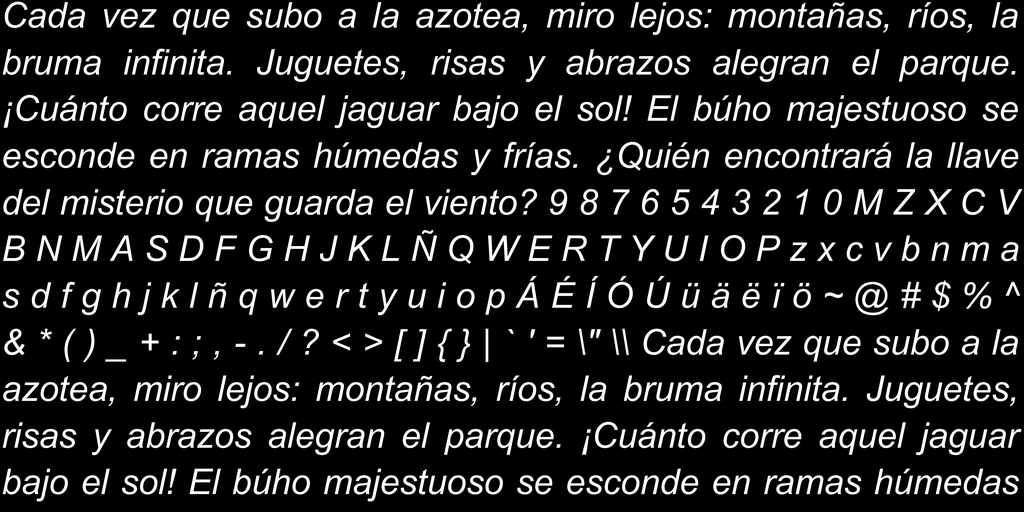 Cada vez que subo a la azotea, miro lejos: montañas, ríos, la
bruma infinita. Juguetes, risas y abrazos alegran el parque.
¡Cuánto corre aquel jaguar bajo el sol! El búho majestuoso se
esconde en ramas húmedas y frías. ¿Quién encontrará la llave
del misterio que guarda el viento? 9 8 7 6 5 4 3 2 1 0 M Z X C V
B N M A S D F G H J K L Ñ Q W E R T Y U I O P z x c v b n m a
s d f g h j k l ñ q w e r t y u i o p Á É Í Ó Ú ü ä ë ï ö ~ @ # $ % ^
& * ( ) _ + : ; , - . / ? < > [ ] { } | ` ' = \" \\ Cada vez que subo a la
azotea, miro lejos: montañas, ríos, la bruma infinita. Juguetes,
risas y abrazos alegran el parque. ¡Cuánto corre aquel jaguar
bajo el sol! El búho majestuoso se esconde en ramas húmedas